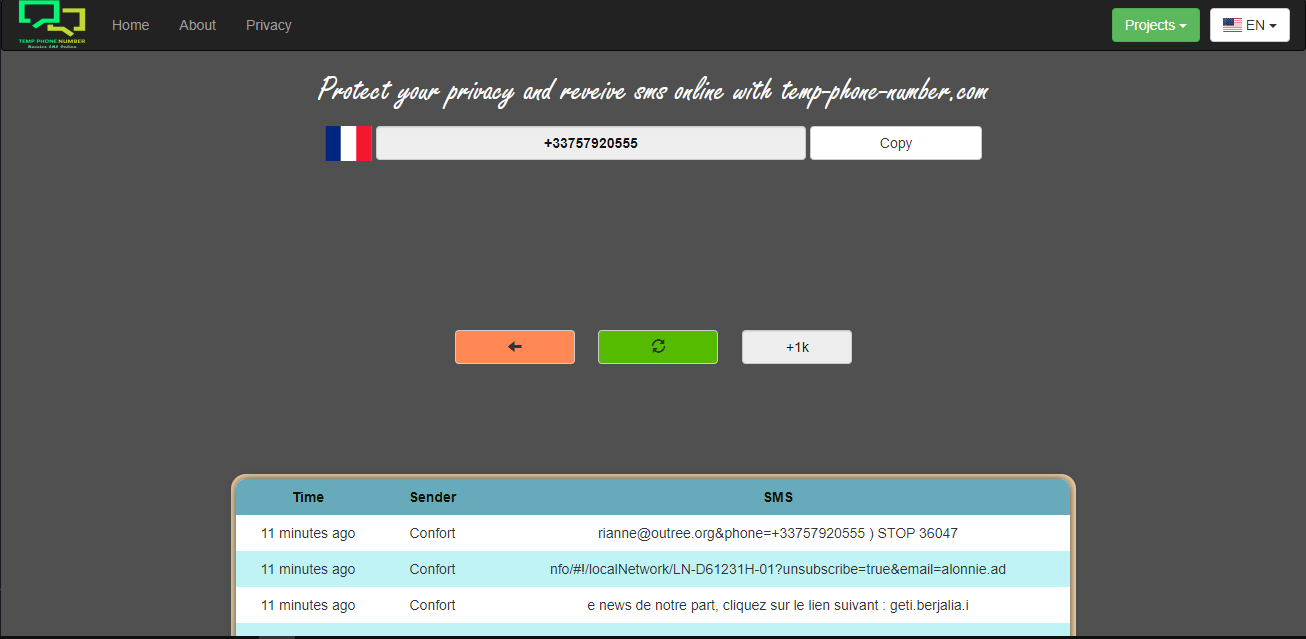 TEMP PHONE NUMBER
Receive SMS Online
Home About Privacy Projects EN
Protect your privacy and reveive sms online with temp-phone-number.com
+33757920555 Copy
+1k
Time Sender SMS
11 minutes ago Confort rianne@outree.org&phone=+33757920555 ) STOP 36047
11 minutes ago Confort nfo/#!/localNetwork/LN-D61231H-01?unsubscribe=true&email=alonnie.ad
11 minutes ago Confort e news de notre part, cliquez sur le lien suivant : geti.berjalia.i